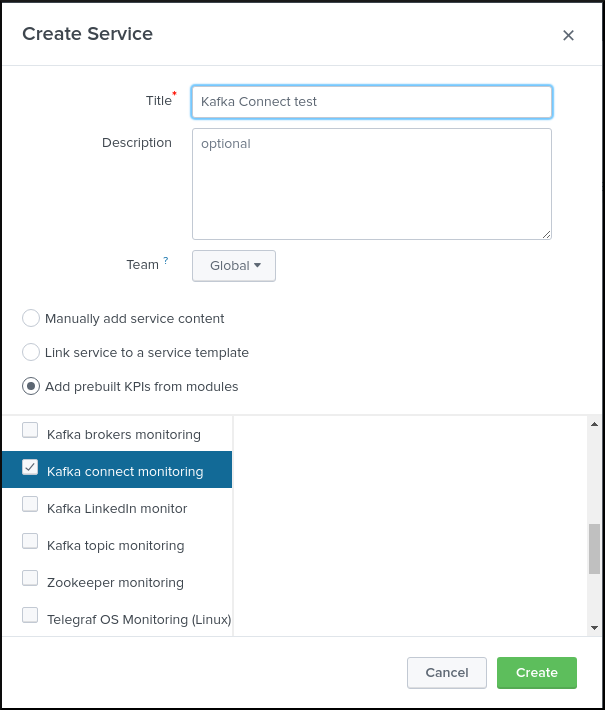 Create Service
Title*
Kafka Connect test
Description
optional
Team ?
Global
Manually add service content
Link service to a service template
Add prebuilt KPIs from modules
Kafka brokers monitoring
Kafka connect monitoring
Kafka LinkedIn monitor
Kafka topic monitoring
Zookeeper monitoring
Telegraf OS Monitoring (Linux)
Cancel
Create